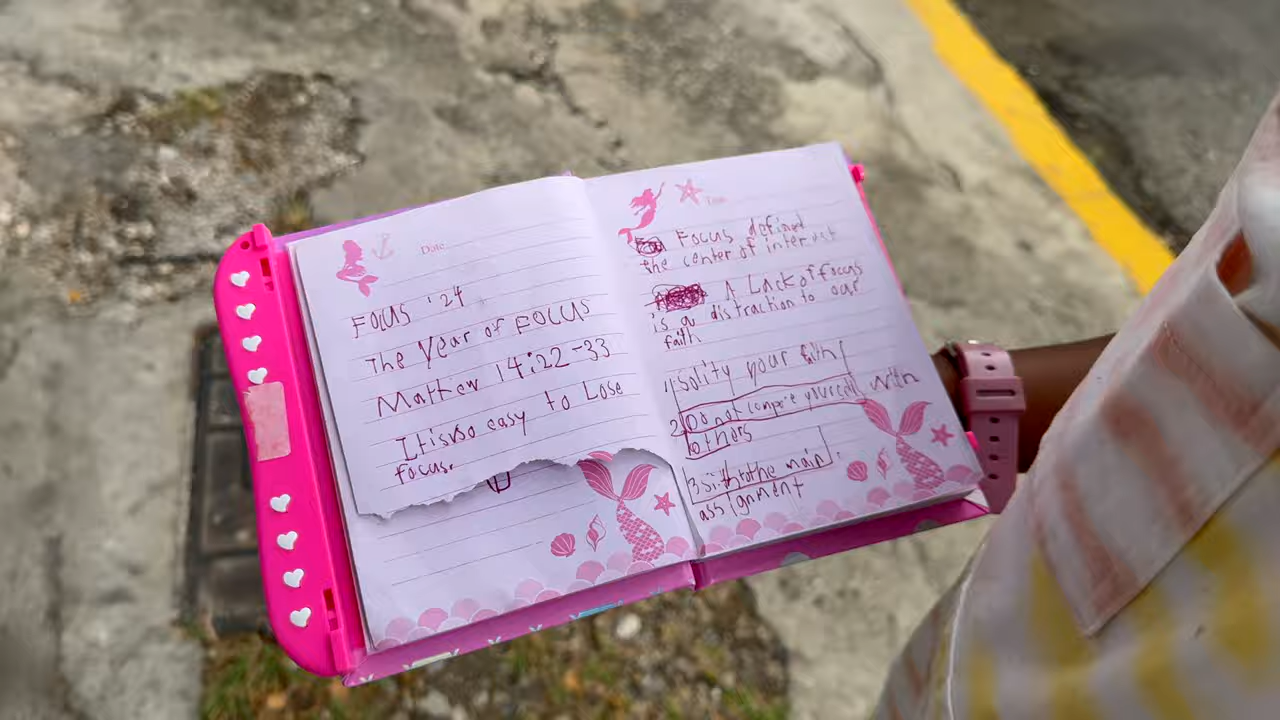 Date:
FOCUS '24
The Year of FOCUS
Matthew 14:22-33
It is so easy to Lose
focus.
Focus defined
the center of interest
A Lack of focus
is a distraction to our
faith
1 Solity your faith
2 Do not compare yourself with
others
3 to the main
assignment